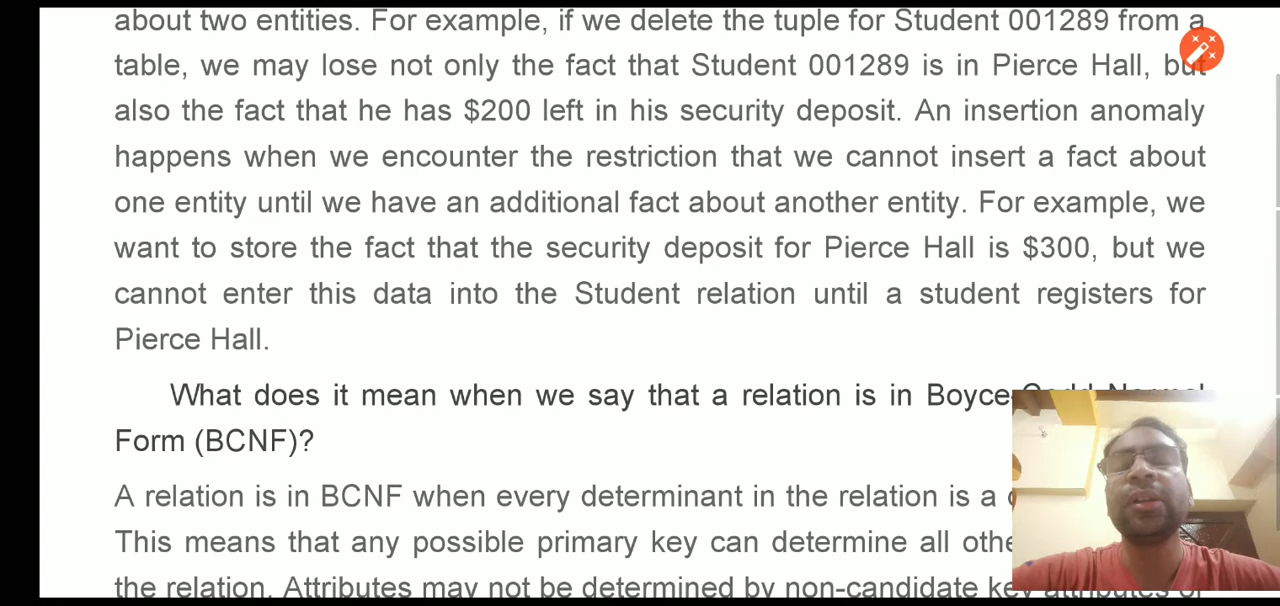 about two entities. For example, if we delete the tuple for Student 001289 from a
table, we may lose not only the fact that Student 001289 is in Pierce Hall, but
also the fact that he has $200 left in his security deposit. An insertion anomaly
happens when we encounter the restriction that we cannot insert a fact about
one entity until we have an additional fact about another entity. For example, we
want to store the fact that the security deposit for Pierce Hall is $300, but we
cannot enter this data into the Student relation until a student registers for
Pierce Hall.
What does it mean when we say that a relation is in Boyce-Codd Normal
Form (BCNF)?
A relation is in BCNF when every determinant in the relation is a
This means that any possible primary key can determine all
the relation. Attributes may not be determined by non-candidate key attributes or